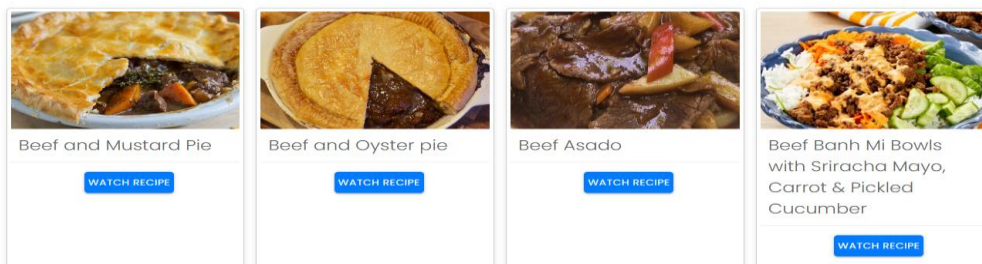 Beef and Mustard Pie
WATCH RECIPE
Beef and Oyster pie
WATCH RECIPE
Beef Asado
WATCH RECIPE
Beef Banh Mi Bowls
with Sriracha Mayo,
Carrot & Pickled
Cucumber
WATCH RECIPE